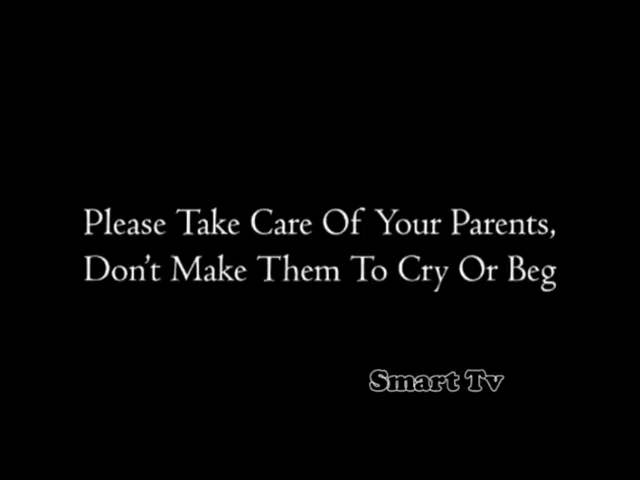 Please Take Care Of Your Parents,
Don't Make Them To Cry Or Beg
Smart Tv